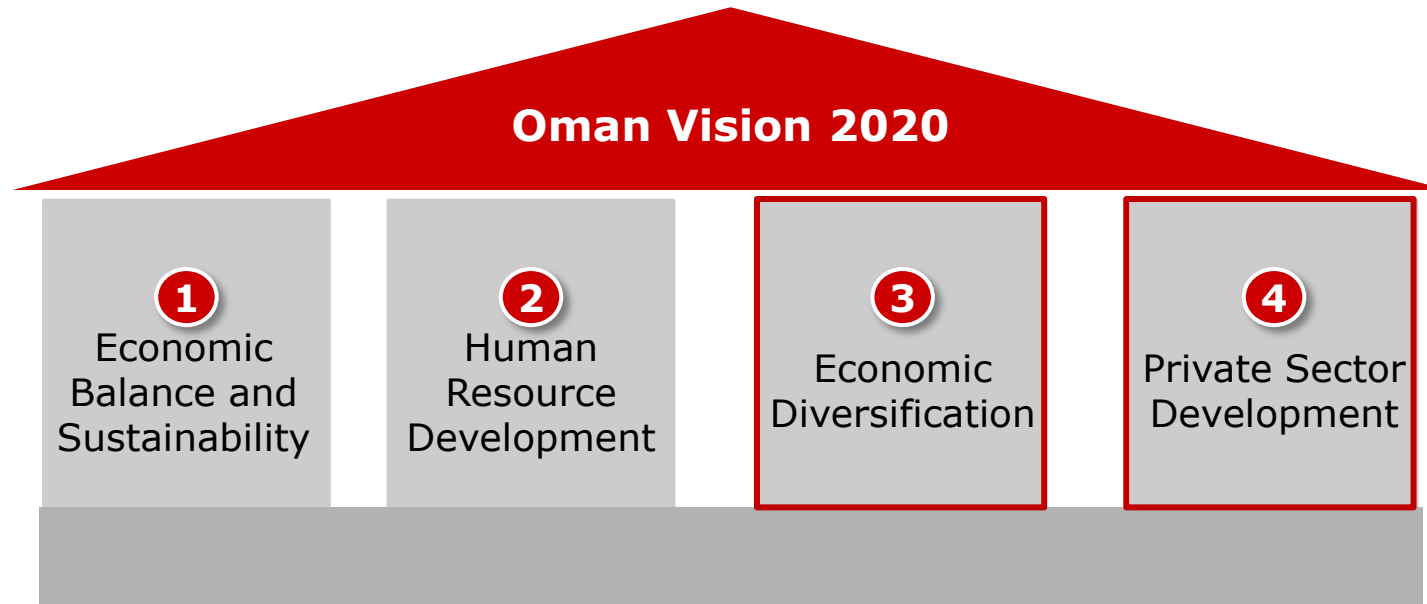 Oman Vision 2020
1
Economic
Balance and
Sustainability
2
Human
Resource
Development
3
Economic
Diversification
4
Private Sector
Development